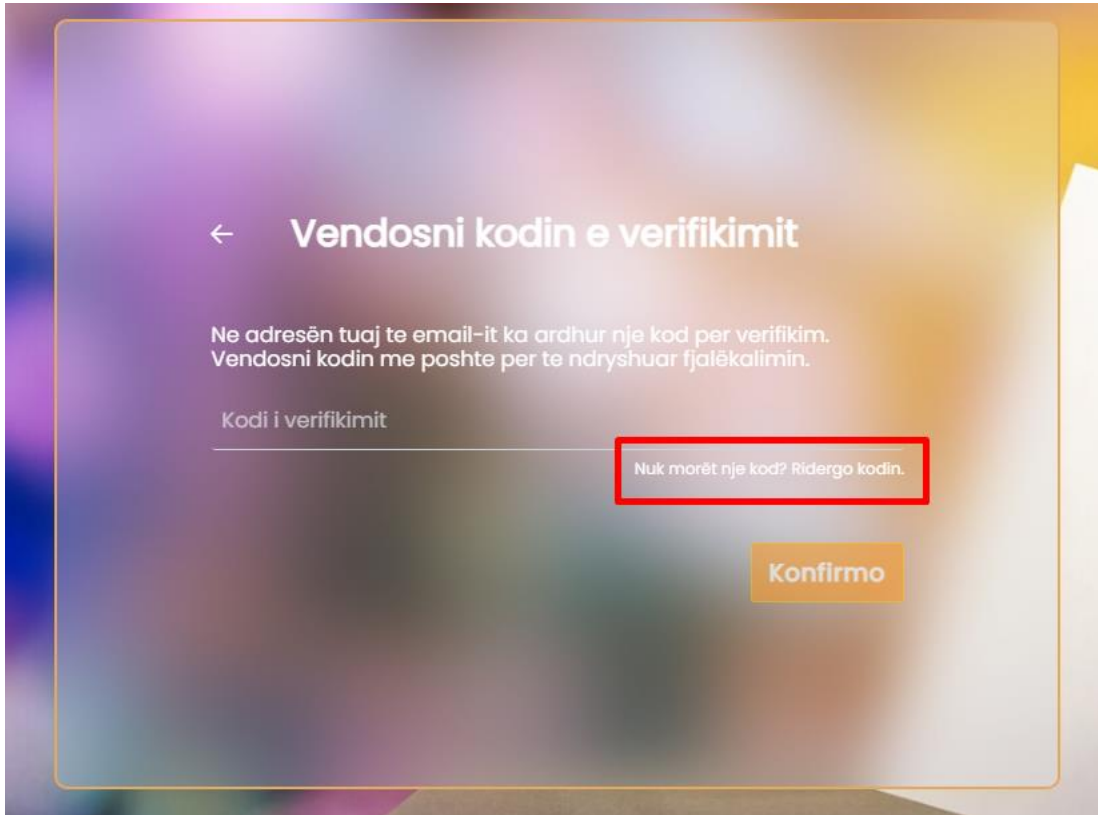 ← Vendosni kodin e verifikimit
Ne adresën tuaj te email-it ka ardhur nje kod per verifikim.
Vendosni kodin me poshte per te ndryshuar fjalëkalimin.
Kodi i verifikimit
Nuk morët nje kod? Ridergo kodin.
Konfirmo